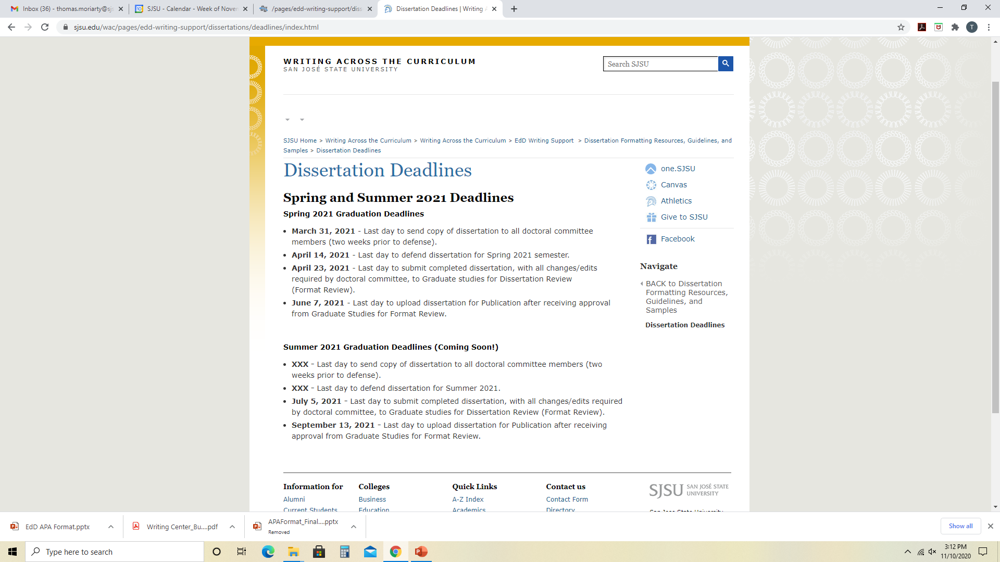 Inbox (36) - thomas.moriarty@sjs
SJSU - Calendar - Week of Noven
/pages/edd-writing-support/diss
Dissertation Deadlines | Writing A
sjsu.edu/wac/pages/edd-writing-support/dissertations/deadlines/index.html
T
WRITING ACROSS THE CURRICULUM
SAN JOSÉ STATE UNIVERSITY
Search SJSU
SJSU Home > Writing Across the Curriculum > Writing Across the Curriculum > EdD Writing Support > Dissertation Formatting Resources, Guidelines, and
Samples > Dissertation Deadlines
Dissertation Deadlines
Spring and Summer 2021 Deadlines
Spring 2021 Graduation Deadlines
• March 31, 2021 - Last day to send copy of dissertation to all doctoral committee
members (two weeks prior to defense).
• April 14, 2021 - Last day to defend dissertation for Spring 2021 semester.
• April 23, 2021 - Last day to submit completed dissertation, with all changes/edits
required by doctoral committee, to Graduate studies for Dissertation Review
(Format Review).
• June 7, 2021 - Last day to upload dissertation for Publication after receiving approval
from Graduate Studies for Format Review.
Summer 2021 Graduation Deadlines (Coming Soon!)
• XXX – Last day to send copy of dissertation to all doctoral committee members (two
weeks prior to defense).
• XXX – Last day to defend dissertation for Summer 2021.
• July 5, 2021 – Last day to submit completed dissertation, with all changes/edits required
by doctoral committee, to Graduate studies for Dissertation Review (Format Review).
• September 13, 2021 – Last day to upload dissertation for Publication after receiving
approval from Graduate Studies for Format Review.
one.SJSU
Canvas
Athletics
Give to SJSU
Facebook
Navigate
BACK to Dissertation
Formatting Resources,
Guidelines, and
Samples
Dissertation Deadlines
Information for
Alumni
Current Students
Colleges
Business
Education
Quick Links
A-Z Index
Academics
Contact us
Contact Form
Directory
SJSU SAN JOSÉ STATE
UNIVERSITY
San Jose State University
EdD APA Format.pptx
Writing Center_Bu....pdf
APAFormat_Final....pptx
Removed
Show all
Type here to search
3:12 PM
11/10/2020